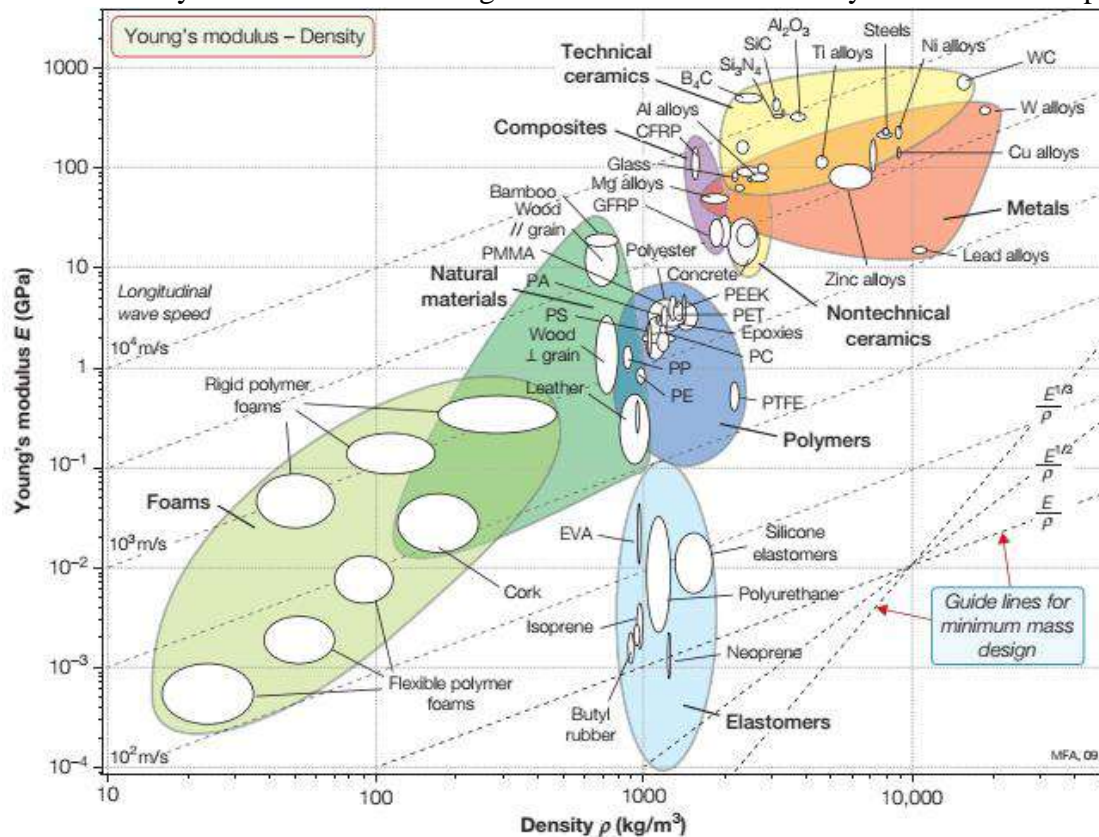 Young's modulus – Density
Al₂O₃
SiC
Si₃N₄
B₄C
Steels
Ti alloys
Ni alloys
WC
W alloys
Technical
ceramics
Al alloys
Composites
CFRP
Glass
Mg alloys
GFRP
Cu alloys
Metals
Lead alloys
Zinc alloys
Bamboo
Wood
// grain
PMMA
Polyester
Concrete
Natural
materials
PA
PEEK
PET
Nontechnical
ceramics
PS
Epoxies
Wood
⊥ grain
PC
PP
Leather
PE
PTFE
Polymers
Longitudinal
wave speed
10⁴ m/s
Rigid polymer
foams
Foams
10³ m/s
EVA
Silicone
elastomers
Cork
Polyurethane
Isoprene
Neoprene
Flexible polymer
foams
Butyl
rubber
Elastomers
10² m/s
E^1/3
ρ
E^1/2
ρ
E
ρ
Guide lines for
minimum mass
design
MFA, 09
Young's modulus E (GPa)
1000
100
10
1
10⁻¹
10⁻²
10⁻³
10⁻⁴
10
100
1000
10,000
Density ρ (kg/m³)